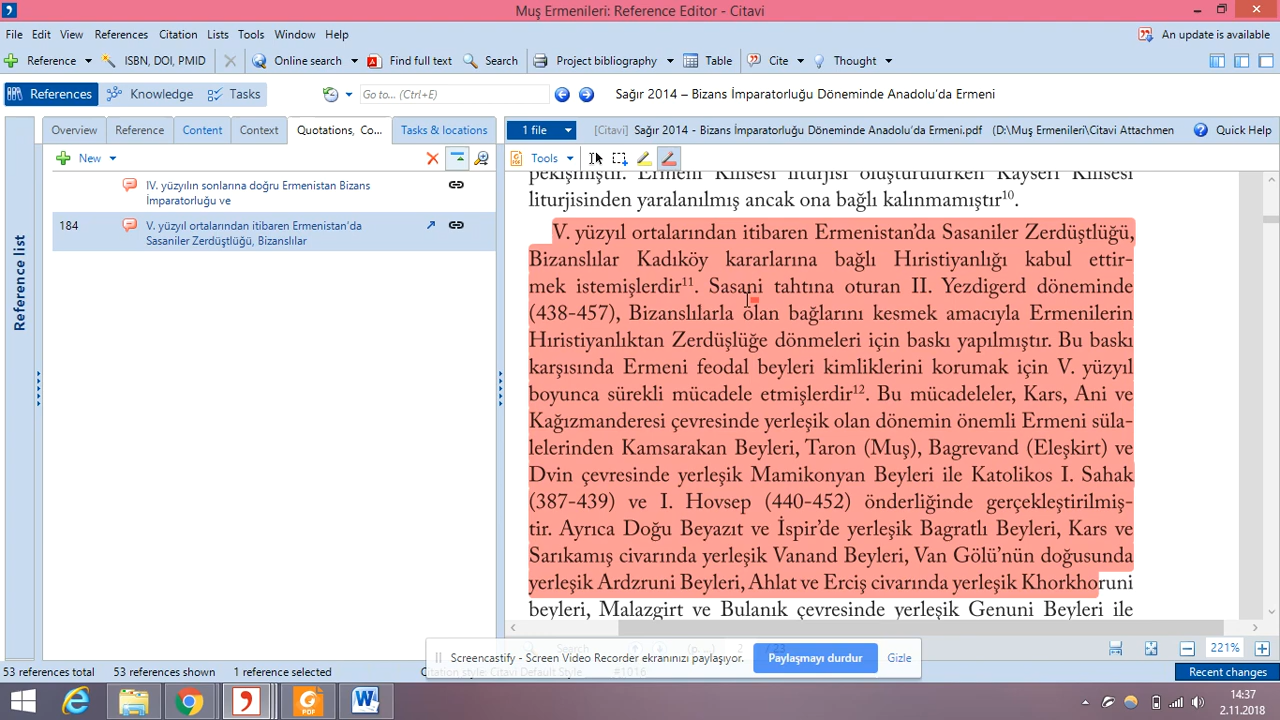 Muş Ermenileri: Reference Editor - Citavi
File Edit View References Citation Lists Tools Window Help
An update is available
Reference ISBN, DOI, PMID Online search Find full text Search Project bibliography Table Cite Thought
References Knowledge Tasks Go to... (Ctrl+E) Sağır 2014 – Bizans İmparatorluğu Döneminde Anadolu'da Ermeni
Overview Reference Content Context Quotations, Co... Tasks & locations
1 file [Citavi] Sağır 2014 - Bizans İmparatorluğu Döneminde Anadolu'da Ermeni.pdf (D:\Muş Ermenileri\Citavi Attachmen Quick Help
New
Tools
Reference list
IV. yüzyılın sonlarına doğru Ermenistan Bizans
İmparatorluğu ve
184 V. yüzyıl ortalarından itibaren Ermenistan'da
Sasaniler Zerdüştlüğü, Bizanslılar
pekişmiştir. Ermeni Kilisesi liturjisi oluşturulurken Kayseri Kilisesi
liturjisinden yaralanılmış ancak ona bağlı kalınmamıştır10.
V. yüzyıl ortalarından itibaren Ermenistan'da Sasaniler Zerdüştlüğü,
Bizanslılar Kadıköy kararlarına bağlı Hıristiyanlığı kabul ettir-
mek istemişlerdir11. Sasani tahtına oturan II. Yezdigerd döneminde
(438-457), Bizanslılarla olan bağlarını kesmek amacıyla Ermenilerin
Hıristiyanlıktan Zerdüşlüğe dönmeleri için baskı yapılmıştır. Bu baskı
karşısında Ermeni feodal beyleri kimliklerini korumak için V. yüzyıl
boyunca sürekli mücadele etmişlerdir12. Bu mücadeleler, Kars, Ani ve
Kağızmanderesi çevresinde yerleşik olan dönemin önemli Ermeni süla-
lelerinden Kamsarakan Beyleri, Taron (Muş), Bagrevand (Eleşkirt) ve
Dvin çevresinde yerleşik Mamikonyan Beyleri ile Katolikos I. Sahak
(387-439) ve I. Hovsep (440-452) önderliğinde gerçekleştirilmiş-
tir. Ayrıca Doğu Beyazıt ve İspir'de yerleşik Bagratlı Beyleri, Kars ve
Sarıkamış civarında yerleşik Vanand Beyleri, Van Gölü'nün doğusunda
yerleşik Ardzruni Beyleri, Ahlat ve Erciş civarında yerleşik Khorkhoruni
beyleri, Malazgirt ve Bulanık çevresinde yerleşik Genuni Beyleri ile
Screencastify - Screen Video Recorder ekranınızı paylaşıyor. Paylaşmayı durdur Gizle
221%
53 references total 53 references shown 1 reference selected Citation style: Citavi Default Style #1016 Recent changes
14:37
2.11.2018